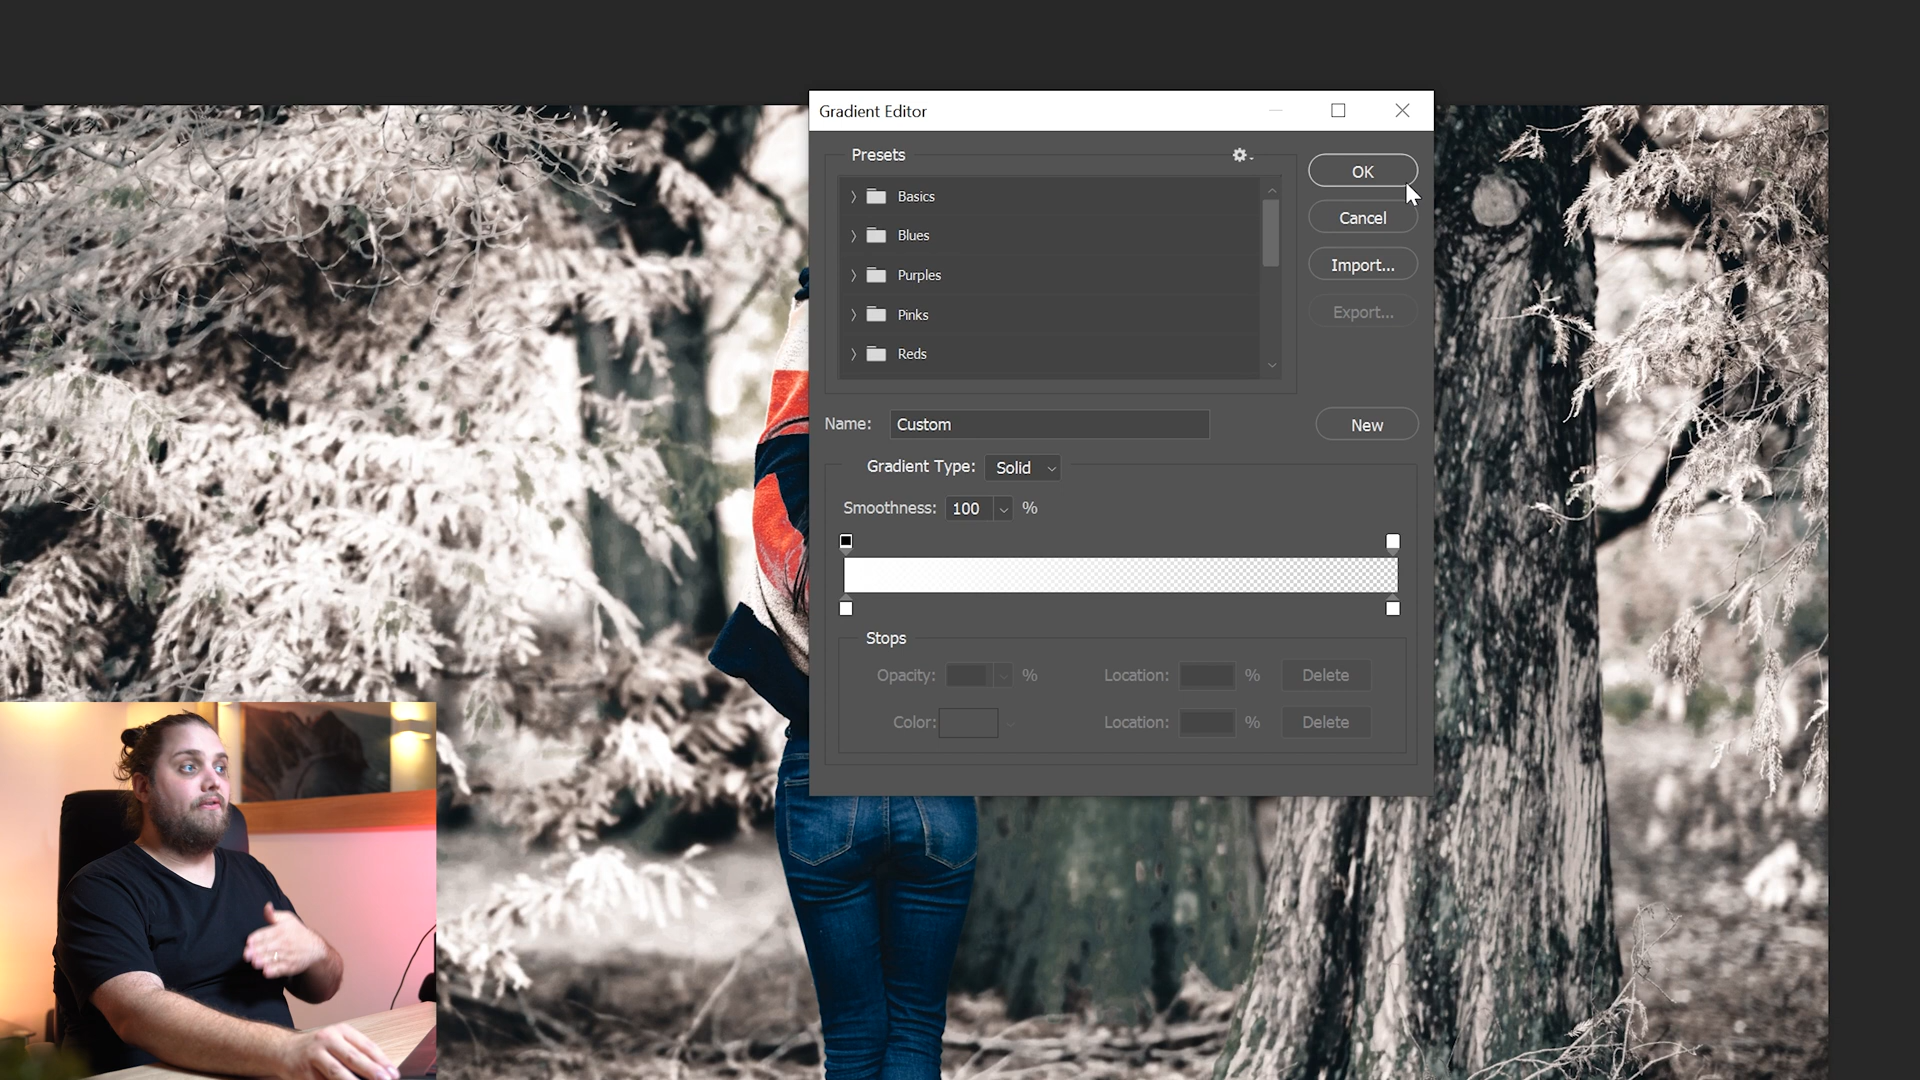 Gradient Editor
Presets
Basics
Blues
Purples
Pinks
Reds
OK
Cancel
Import...
Export...
Name: Custom
New
Gradient Type: Solid
Smoothness: 100 %
Stops
Opacity: % Location: % Delete
Color: Location: % Delete